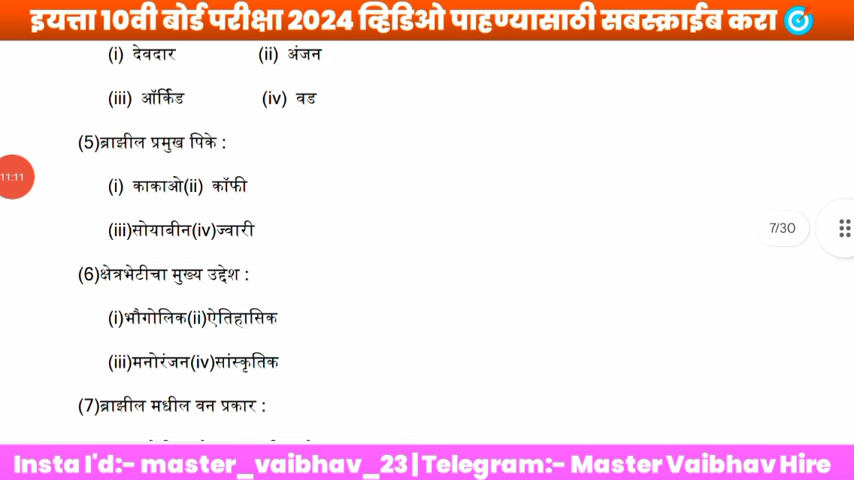 इयत्ता 10वी बोर्ड परीक्षा 2024 व्हिडिओ पाहण्यासाठी सबस्क्राईब करा
(i) देवदार (ii) अंजन
(iii) ऑर्किड (iv) वड
(5)ब्राझील प्रमुख पिके :
11:11
(i) काकाओ(ii) कॉफी
(iii)सोयाबीन(iv)ज्वारी
7/30
(6)क्षेत्रभेटीचा मुख्य उद्देश :
(i)भौगोलिक(ii)ऐतिहासिक
(iii)मनोरंजन(iv)सांस्कृतिक
(7)ब्राझील मधील वन प्रकार :
Insta I'd:- master_vaibhav_23|Telegram:- Master Vaibhav Hire